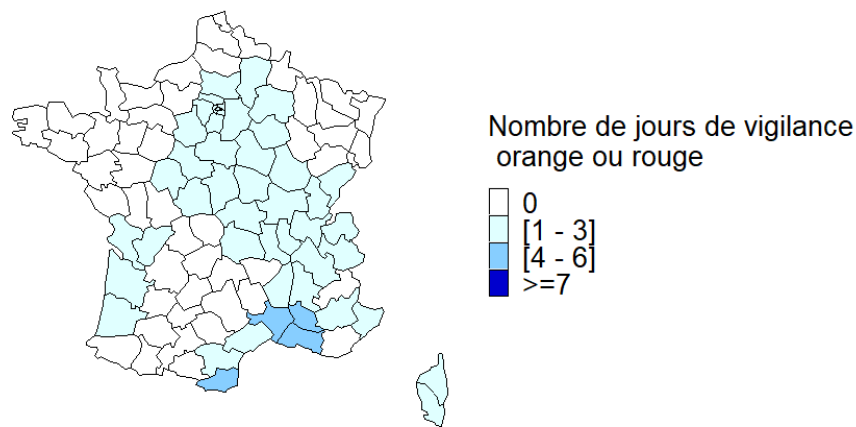 Nombre de jours de vigilance
orange ou rouge
0
[1 - 3]
[4 - 6]
>=7